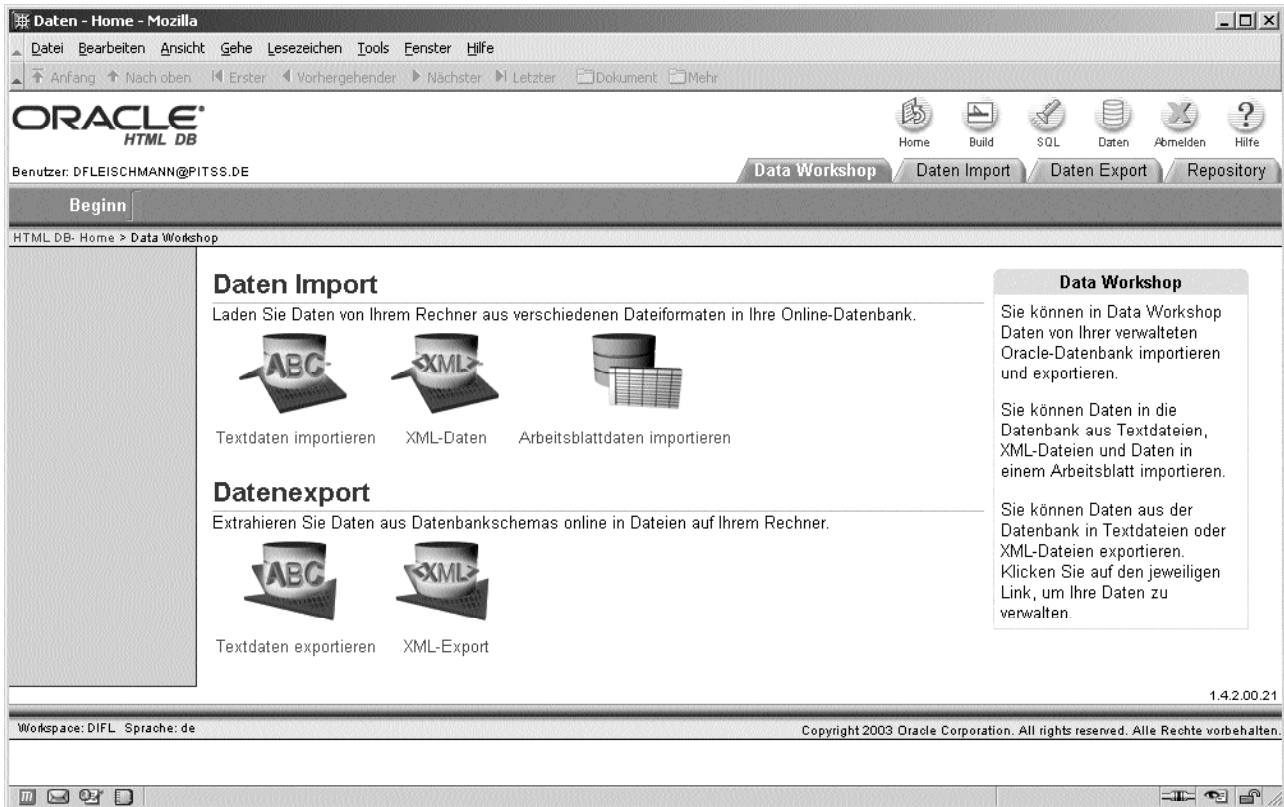 Daten - Home - Mozilla
Datei Bearbeiten Ansicht Gehe Lesezeichen Tools Fenster Hilfe
Anfang Nach oben Erster Vorhergehender Nächster Letzter Dokument Mehr
ORACLE
HTML DB
Home Build SQL Daten Abmelden Hilfe
Benutzer: DFLEISCHMANN@PITSS.DE
Data Workshop Daten Import Daten Export Repository
Beginn
HTML DB- Home > Data Workshop
Daten Import
Laden Sie Daten von Ihrem Rechner aus verschiedenen Dateiformaten in Ihre Online-Datenbank.
ABC <XML>
Textdaten importieren XML-Daten Arbeitsblattdaten importieren
Datenexport
Extrahieren Sie Daten aus Datenbankschemas online in Dateien auf Ihrem Rechner.
ABC <XML>
Textdaten exportieren XML-Export
Data Workshop
Sie können in Data Workshop
Daten von Ihrer verwalteten
Oracle-Datenbank importieren
und exportieren.
Sie können Daten in die
Datenbank aus Textdateien,
XML-Dateien und Daten in
einem Arbeitsblatt importieren.
Sie können Daten aus der
Datenbank in Textdateien oder
XML-Dateien exportieren.
Klicken Sie auf den jeweiligen
Link, um Ihre Daten zu
verwalten.
1.4.2.00.21
Workspace: DIFL Sprache: de
Copyright 2003 Oracle Corporation. All rights reserved. Alle Rechte vorbehalten.